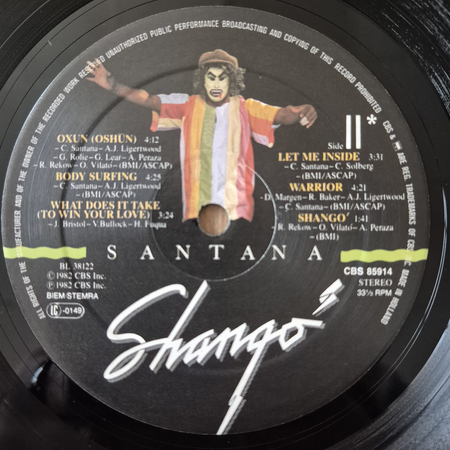 ALL RIGHTS OF THE MANUFACTURER AND OF THE OWNER OF THE RECORDED WORK RESERVED UNAUTHORIZED PUBLIC PERFORMANCE BROADCASTING AND COPYING OF THIS RECORD PROHIBITED
CBS & ARE REG. TRADEMARKS OF CBS INC. MADE IN HOLLAND
OXUN (OSHÜN) 4:12
C. Santana – A.J. Ligertwood
– G. Rolie – G. Lear – A. Peraza
R. Rekow – O. Vilató – (BMI/ASCAP)
BODY SURFING 4:25
C. Santana – A.J. Ligertwood
– (BMI/ASCAP)
WHAT DOES IT TAKE
(TO WIN YOUR LOVE) 3:24
– J. Bristol – V. Bullock – H. Fuqua
Side II*
LET ME INSIDE 3:31
C. Santana – C. Solberg
– (BMI/ASCAP)
WARRIOR 4:21
– D. Margen – R. Baker – A.J. Ligertwood
C. Santana – (BMI/ASCAP)
SHANGO´ 1:41
– R. Rekow – O. Vilató – A. Peraza
– (BMI)
SANTANA
BL 38122
℗ 1982 CBS Inc.
© 1982 CBS Inc.
BIEM-STEMRA
LC -0149
CBS 85914
STEREO
33⅓ RPM
Shangó